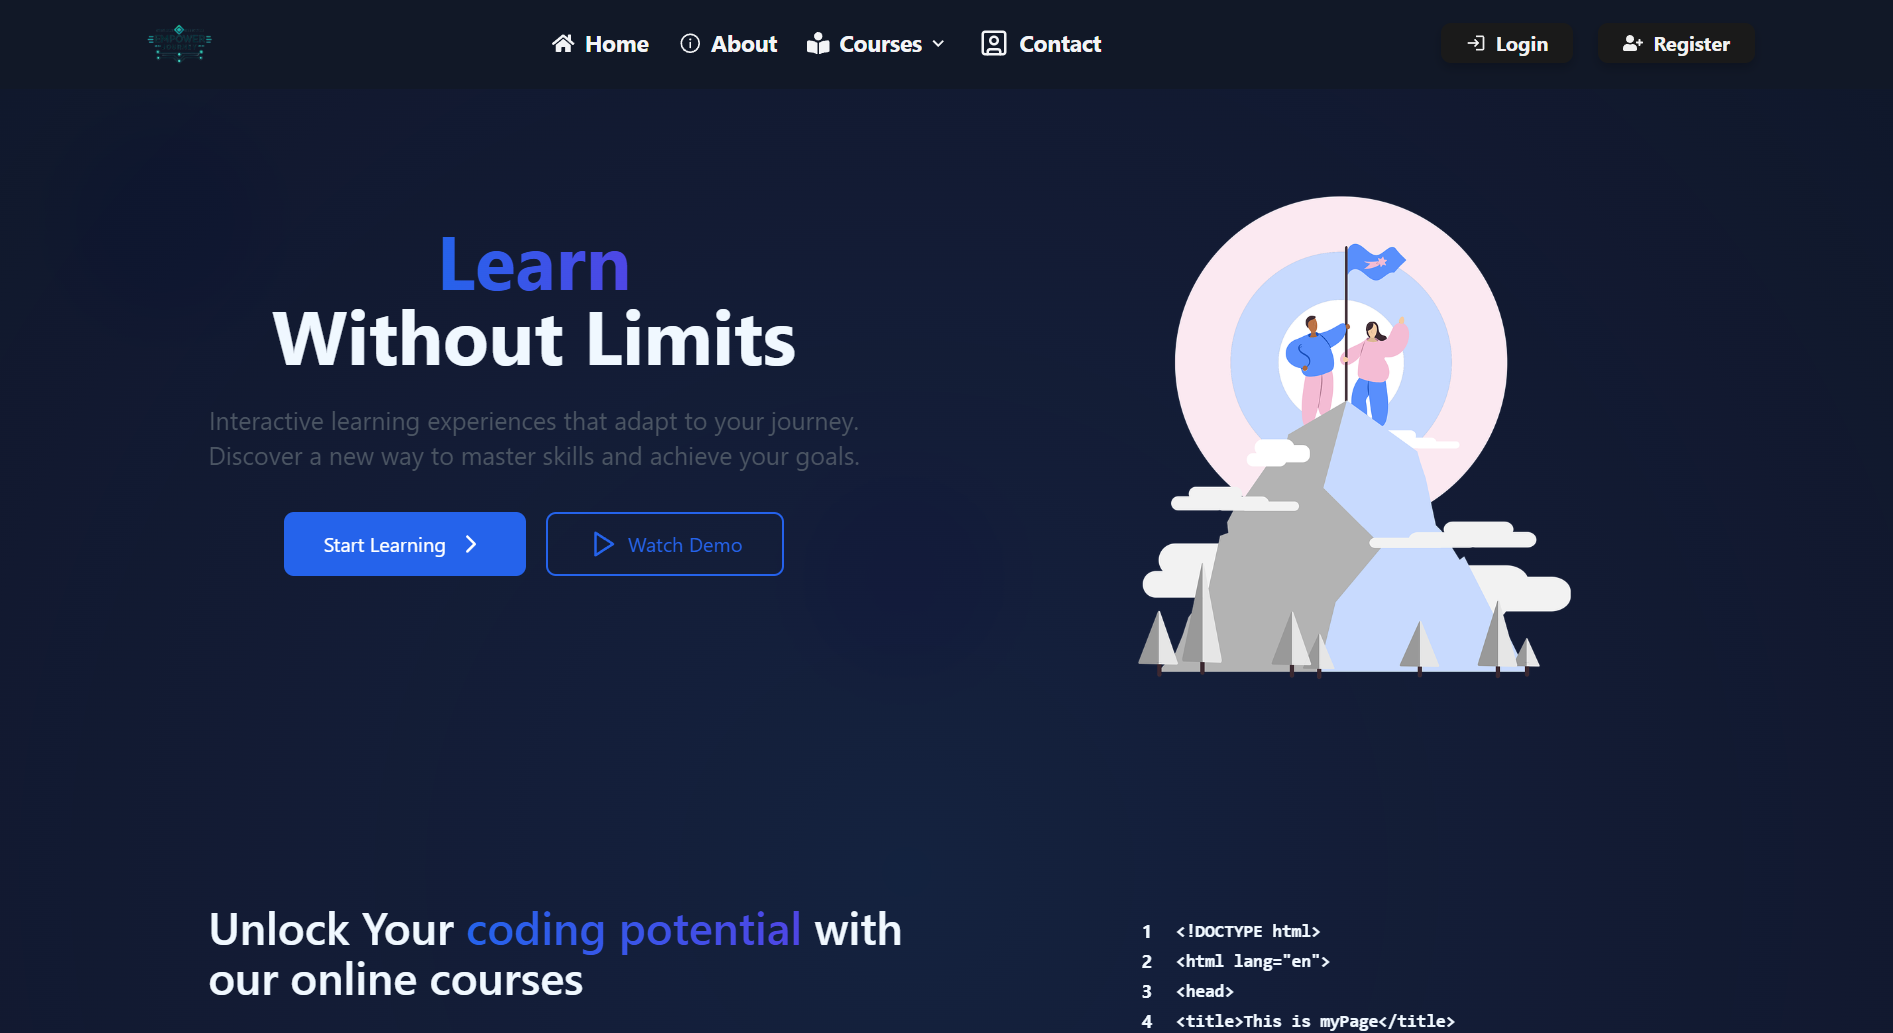 EMPOWER
Home
About
Courses
Contact
Login
Register
Learn
Without Limits
Interactive learning experiences that adapt to your journey.
Discover a new way to master skills and achieve your goals.
Start Learning
Watch Demo
Unlock Your coding potential with
our online courses
1 <!DOCTYPE html>
2 <html lang="en">
3 <head>
4 <title>This is myPage</title>